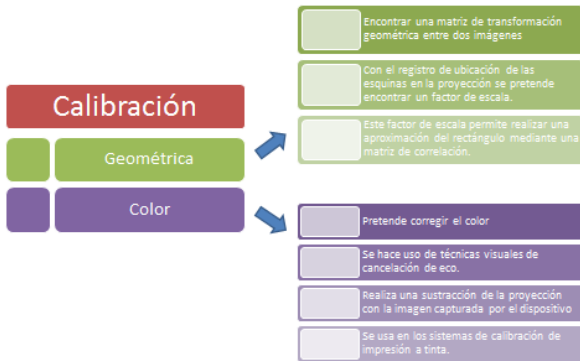 Calibración
Geométrica
Color
Encontrar una matriz de transformación
geométrica entre dos imágenes
Con el registro de ubicación de las
esquinas en la proyección se pretende
encontrar un factor de escala.
Este factor de escala permite realizar una
aproximación del rectángulo mediante una
matriz de correlación.
Pretende corregir el color
Se hace uso de técnicas visuales de
cancelación de eco.
Realiza una sustracción de la proyección
con la imagen capturada por el dispositivo
Se usa en los sistemas de calibración de
impresión a tinta.